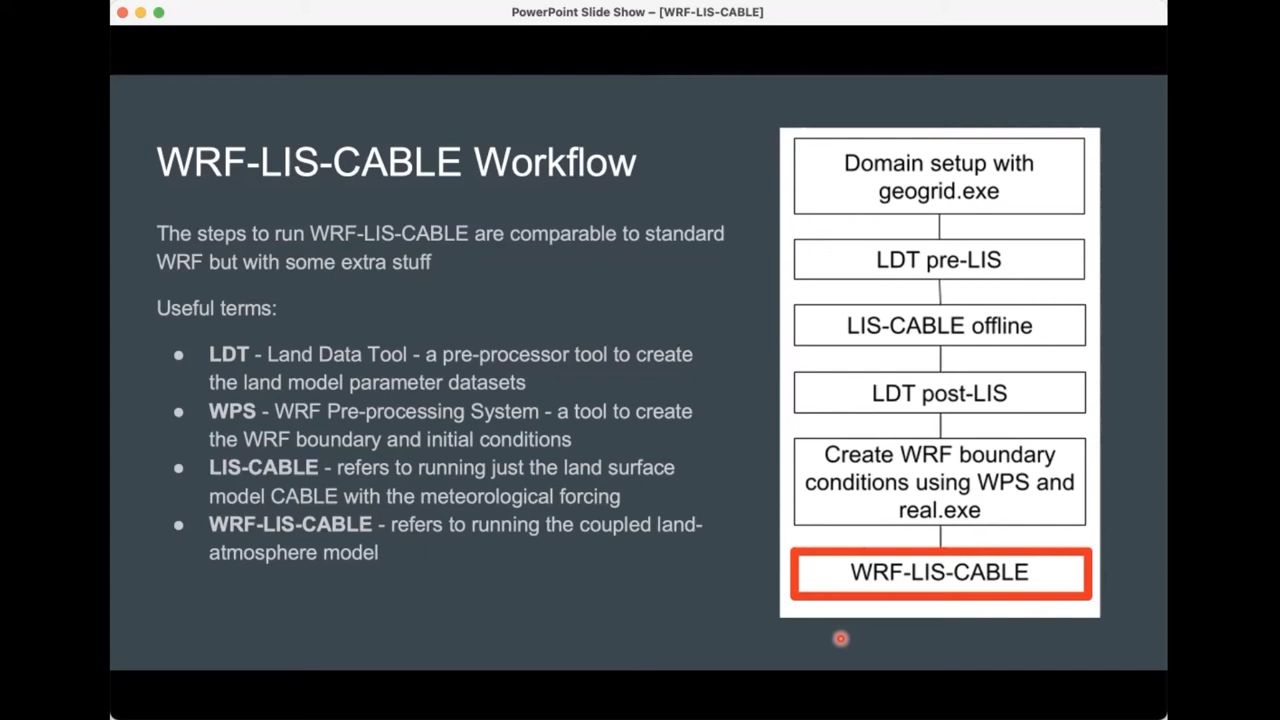 PowerPoint Slide Show – [WRF-LIS-CABLE]
WRF-LIS-CABLE Workflow
The steps to run WRF-LIS-CABLE are comparable to standard
WRF but with some extra stuff
Useful terms:
● LDT - Land Data Tool - a pre-processor tool to create
the land model parameter datasets
● WPS - WRF Pre-processing System - a tool to create
the WRF boundary and initial conditions
● LIS-CABLE - refers to running just the land surface
model CABLE with the meteorological forcing
● WRF-LIS-CABLE - refers to running the coupled land-
atmosphere model
Domain setup with
geogrid.exe
LDT pre-LIS
LIS-CABLE offline
LDT post-LIS
Create WRF boundary
conditions using WPS and
real.exe
WRF-LIS-CABLE